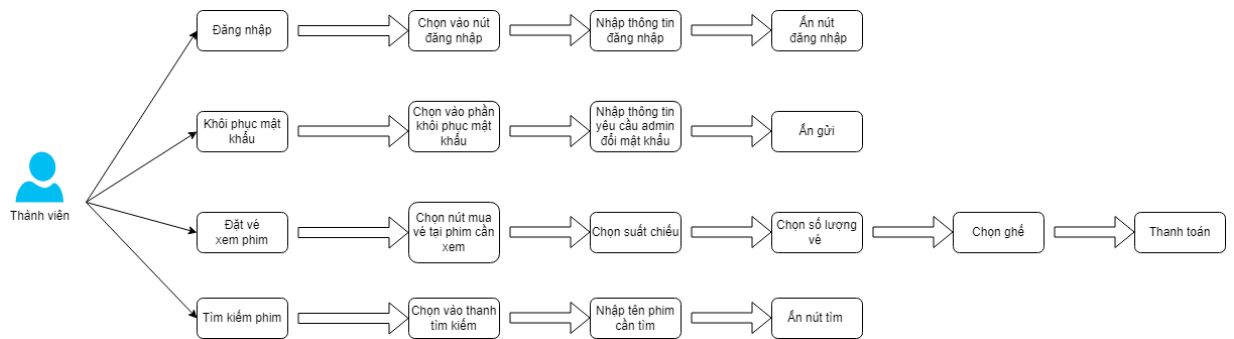 Đăng nhập
Chọn vào nút
đăng nhập
Nhập thông tin
đăng nhập
Ấn nút
đăng nhập
Khôi phục mật
khẩu
Chọn vào phần
khôi phục mật
khẩu
Nhập thông tin
yêu cầu admin
đổi mật khẩu
Ấn gửi
Thành viên
Đặt vé
xem phim
Chọn nút mua
vé tại phim cần
xem
Chọn suất chiếu
Chọn số lượng
vé
Chọn ghế
Thanh toán
Tìm kiếm phim
Chọn vào thanh
tìm kiếm
Nhập tên phim
cần tìm
Ấn nút tìm